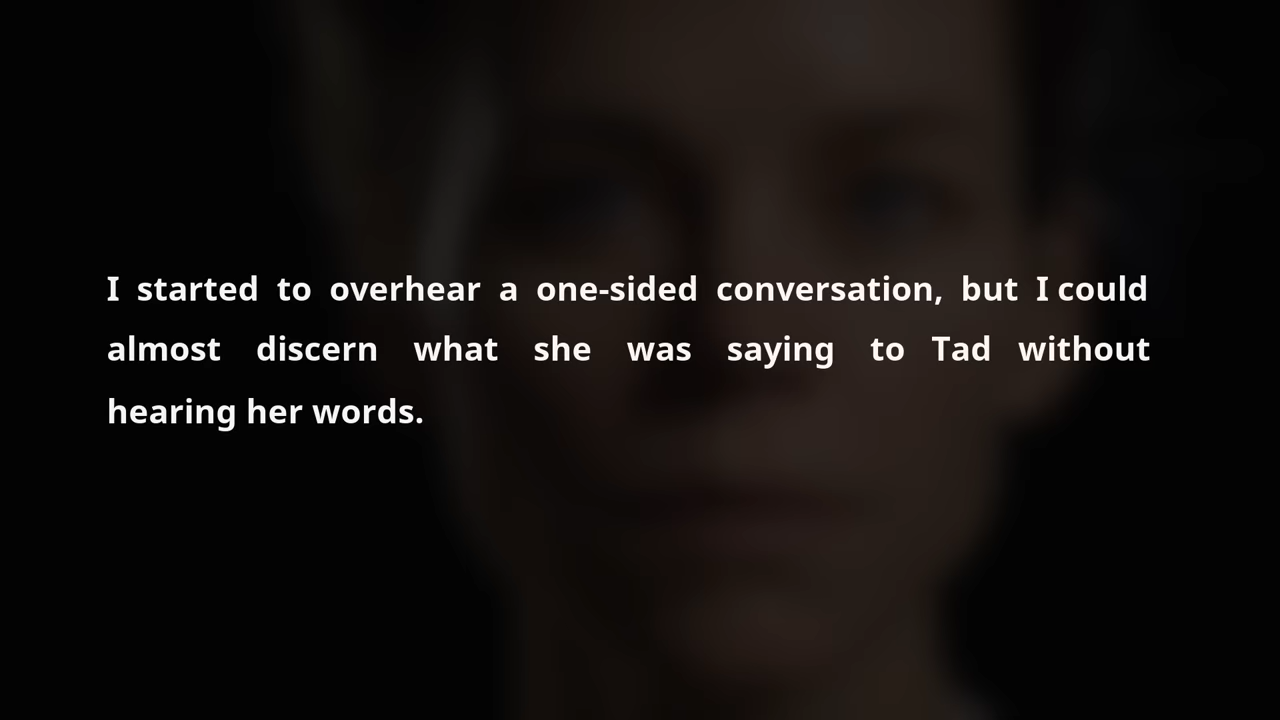 I started to overhear a one-sided conversation, but I could
almost discern what she was saying to Tad without
hearing her words.